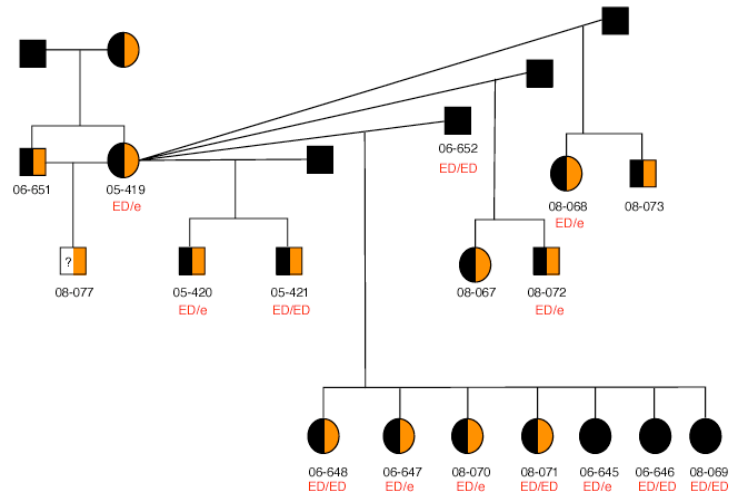 06-652
ED/ED
06-651
05-419
ED/e
08-068
ED/e
08-073
?
08-077
05-420
ED/e
05-421
ED/ED
08-067
08-072
ED/e
06-648
ED/ED
06-647
ED/e
08-070
ED/e
08-071
ED/ED
06-645
ED/e
06-646
ED/ED
08-069
ED/ED